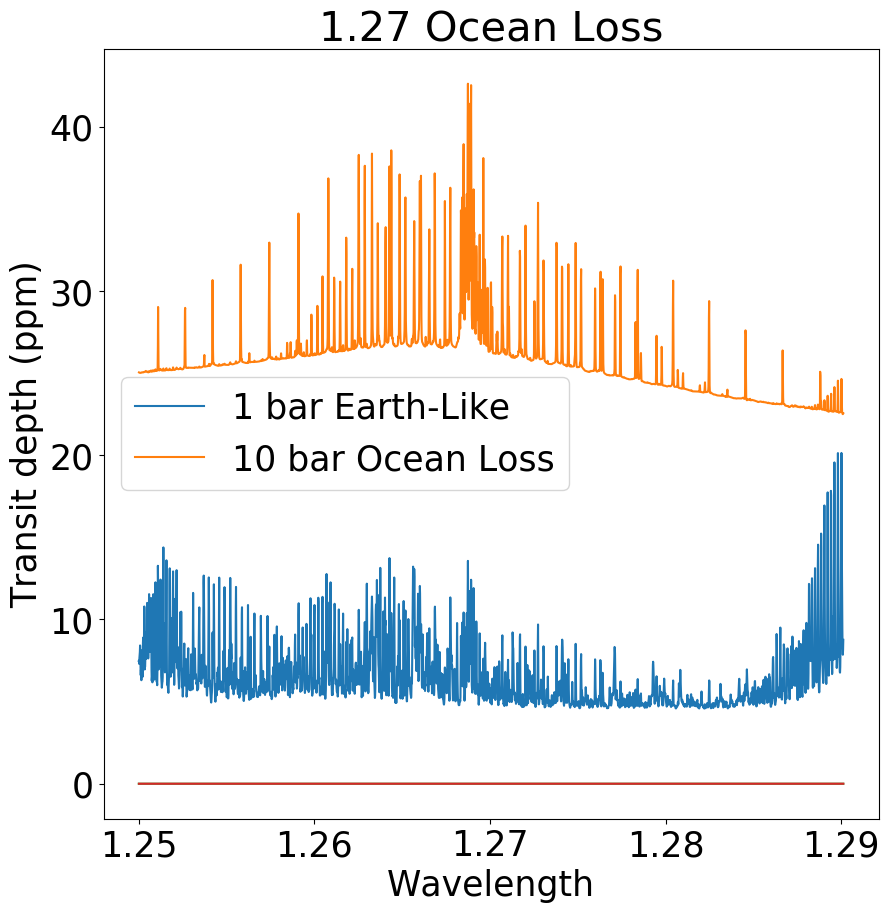 1.27 Ocean Loss
Transit depth (ppm)
40
30
20
10
0
1 bar Earth-Like
10 bar Ocean Loss
1.25 1.26 1.27 1.28 1.29
Wavelength